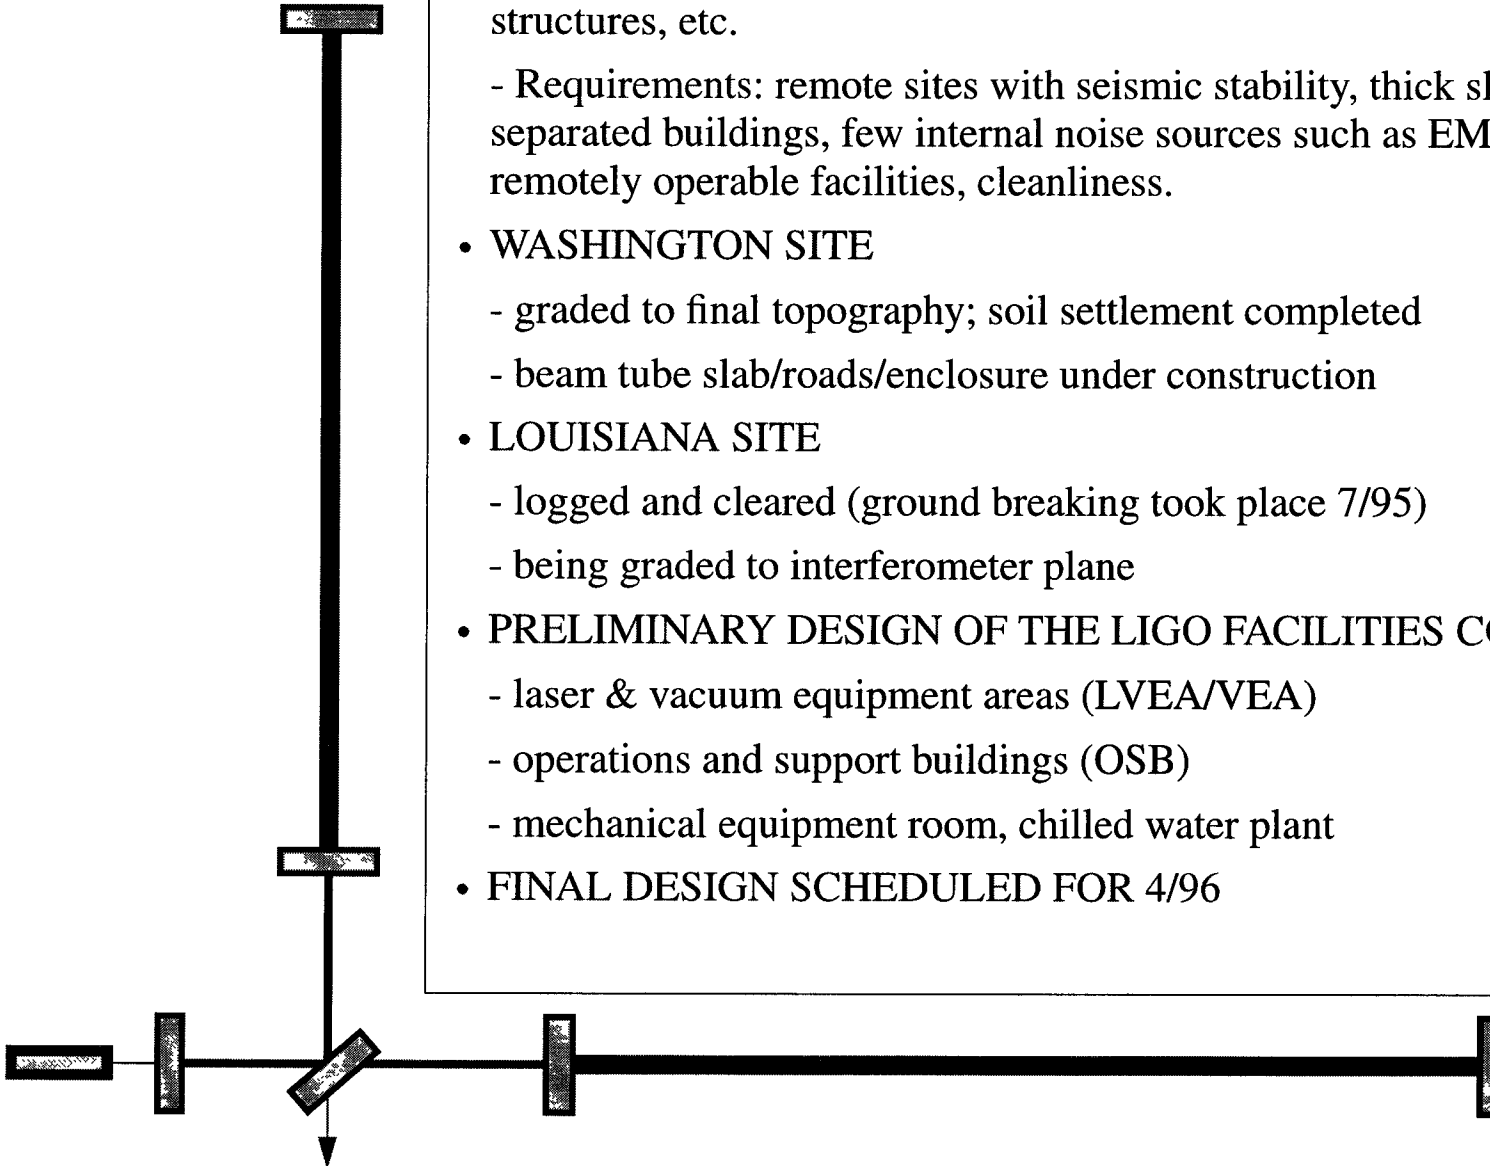 structures, etc.
- Requirements: remote sites with seismic stability, thick
separated buildings, few internal noise sources such as
remotely operable facilities, cleanliness.
• WASHINGTON SITE
- graded to final topography; soil settlement completed
- beam tube slab/roads/enclosure under construction
• LOUISIANA SITE
- logged and cleared (ground breaking took place 7/95)
- being graded to interferometer plane
• PRELIMINARY DESIGN OF THE LIGO FACILITIES
- laser & vacuum equipment areas (LVEA/VEA)
- operations and support buildings (OSB)
- mechanical equipment room, chilled water plant
• FINAL DESIGN SCHEDULED FOR 4/96